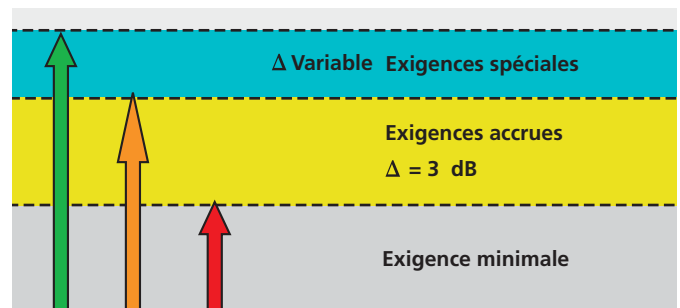 Δ Variable Exigences spéciales
Exigences accrues
Δ = 3 dB
Exigence minimale